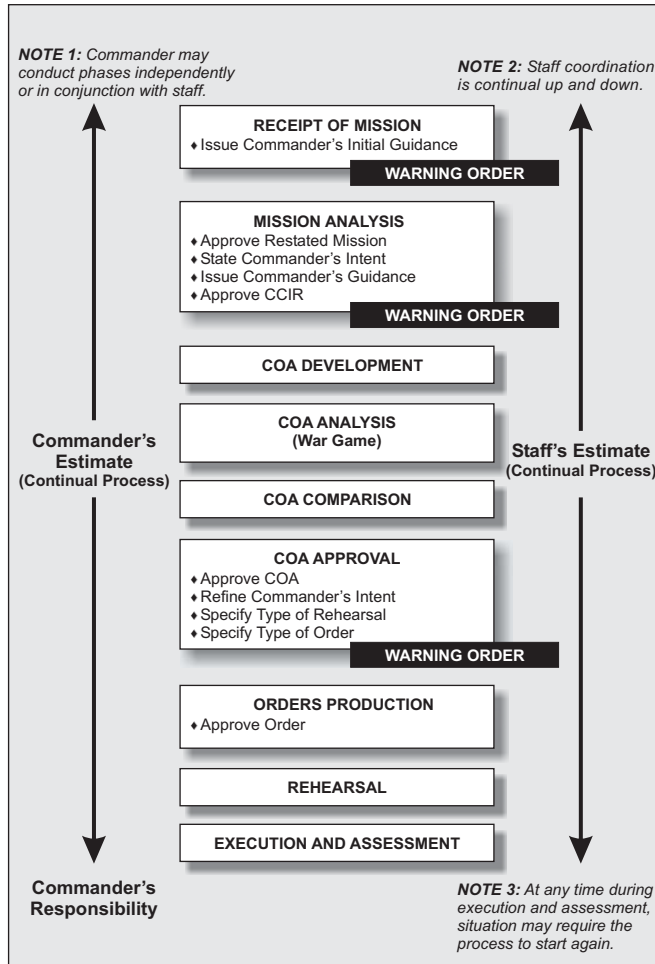 NOTE 1: Commander may
conduct phases independently
or in conjunction with staff.
NOTE 2: Staff coordination
is continual up and down.
RECEIPT OF MISSION
♦ Issue Commander's Initial Guidance
WARNING ORDER
MISSION ANALYSIS
♦ Approve Restated Mission
♦ State Commander's Intent
♦ Issue Commander's Guidance
♦ Approve CCIR
WARNING ORDER
COA DEVELOPMENT
COA ANALYSIS
(War Game)
Commander's
Estimate
(Continual Process)
Staff's Estimate
(Continual Process)
COA COMPARISON
COA APPROVAL
♦ Approve COA
♦ Refine Commander's Intent
♦ Specify Type of Rehearsal
♦ Specify Type of Order
WARNING ORDER
ORDERS PRODUCTION
♦ Approve Order
REHEARSAL
EXECUTION AND ASSESSMENT
Commander's
Responsibility
NOTE 3: At any time during
execution and assessment,
situation may require the
process to start again.